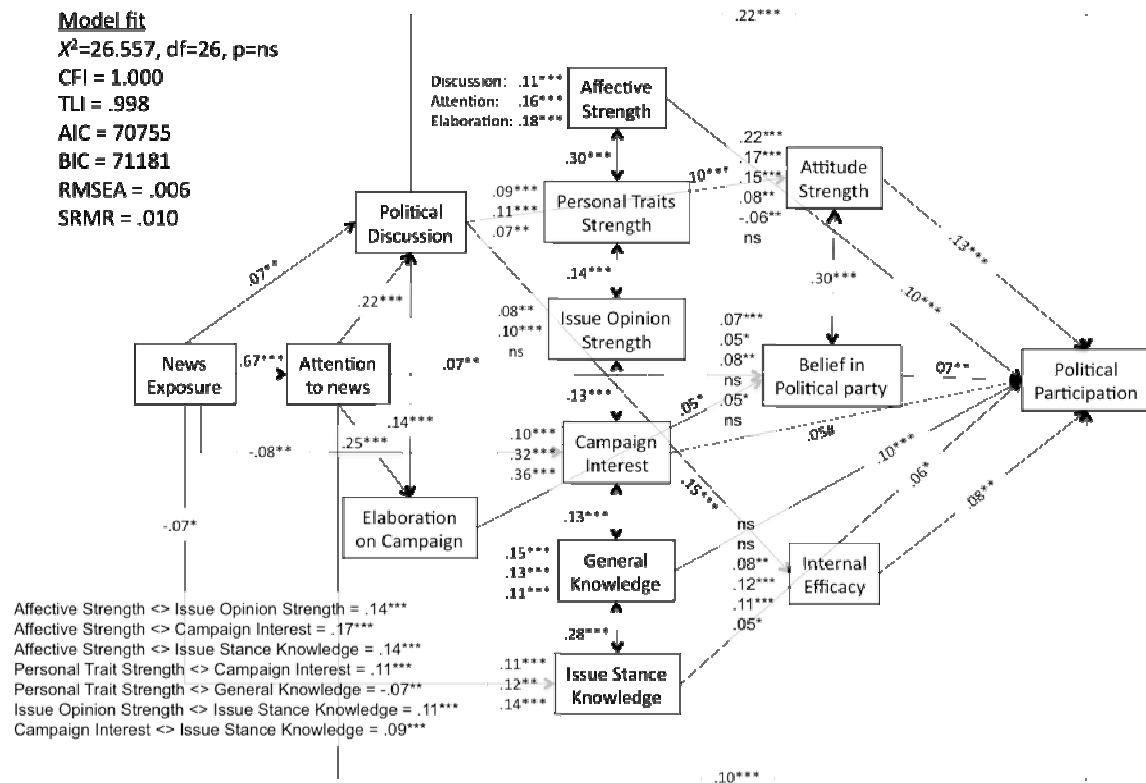 Model fit
X²=26.557, df=26, p=ns
CFI = 1.000
TLI = .998
AIC = 70755
BIC = 71181
RMSEA = .006
SRMR = .010
.22***
Discussion: .11***
Attention: .16***
Elaboration: .18***
Affective
Strength
.30***
.09***
.11***
.07**
Personal Traits
Strength
.10***
.22***
.17***
.15***
.08**
-.06**
ns
Attitude
Strength
Political
Discussion
.07**
.22***
.14***
.13***
.10***
.30***
.08**
.10***
ns
Issue Opinion
Strength
.07***
.05*
.08**
ns
.05*
ns
News
Exposure
.67***
Attention
to news
.07**
Belief in
Political party
.07**
Political
Participation
.13***
.05*
.14***
-.08**
.25***
.10***
.32***
.36***
Campaign
Interest
.05#
.10***
.06*
.08**
.15***
Elaboration
on Campaign
-.07*
.13***
.15***
.13***
.11***
General
Knowledge
ns
ns
.08**
.12***
.11***
.05*
Internal
Efficacy
.28***
.11***
.12**
.14***
Issue Stance
Knowledge
Affective Strength <> Issue Opinion Strength = .14***
Affective Strength <> Campaign Interest = .17***
Affective Strength <> Issue Stance Knowledge = .14***
Personal Trait Strength <> Campaign Interest = .11***
Personal Trait Strength <> General Knowledge = -.07**
Issue Opinion Strength <> Issue Stance Knowledge = .11***
Campaign Interest <> Issue Stance Knowledge = .09***
.10***